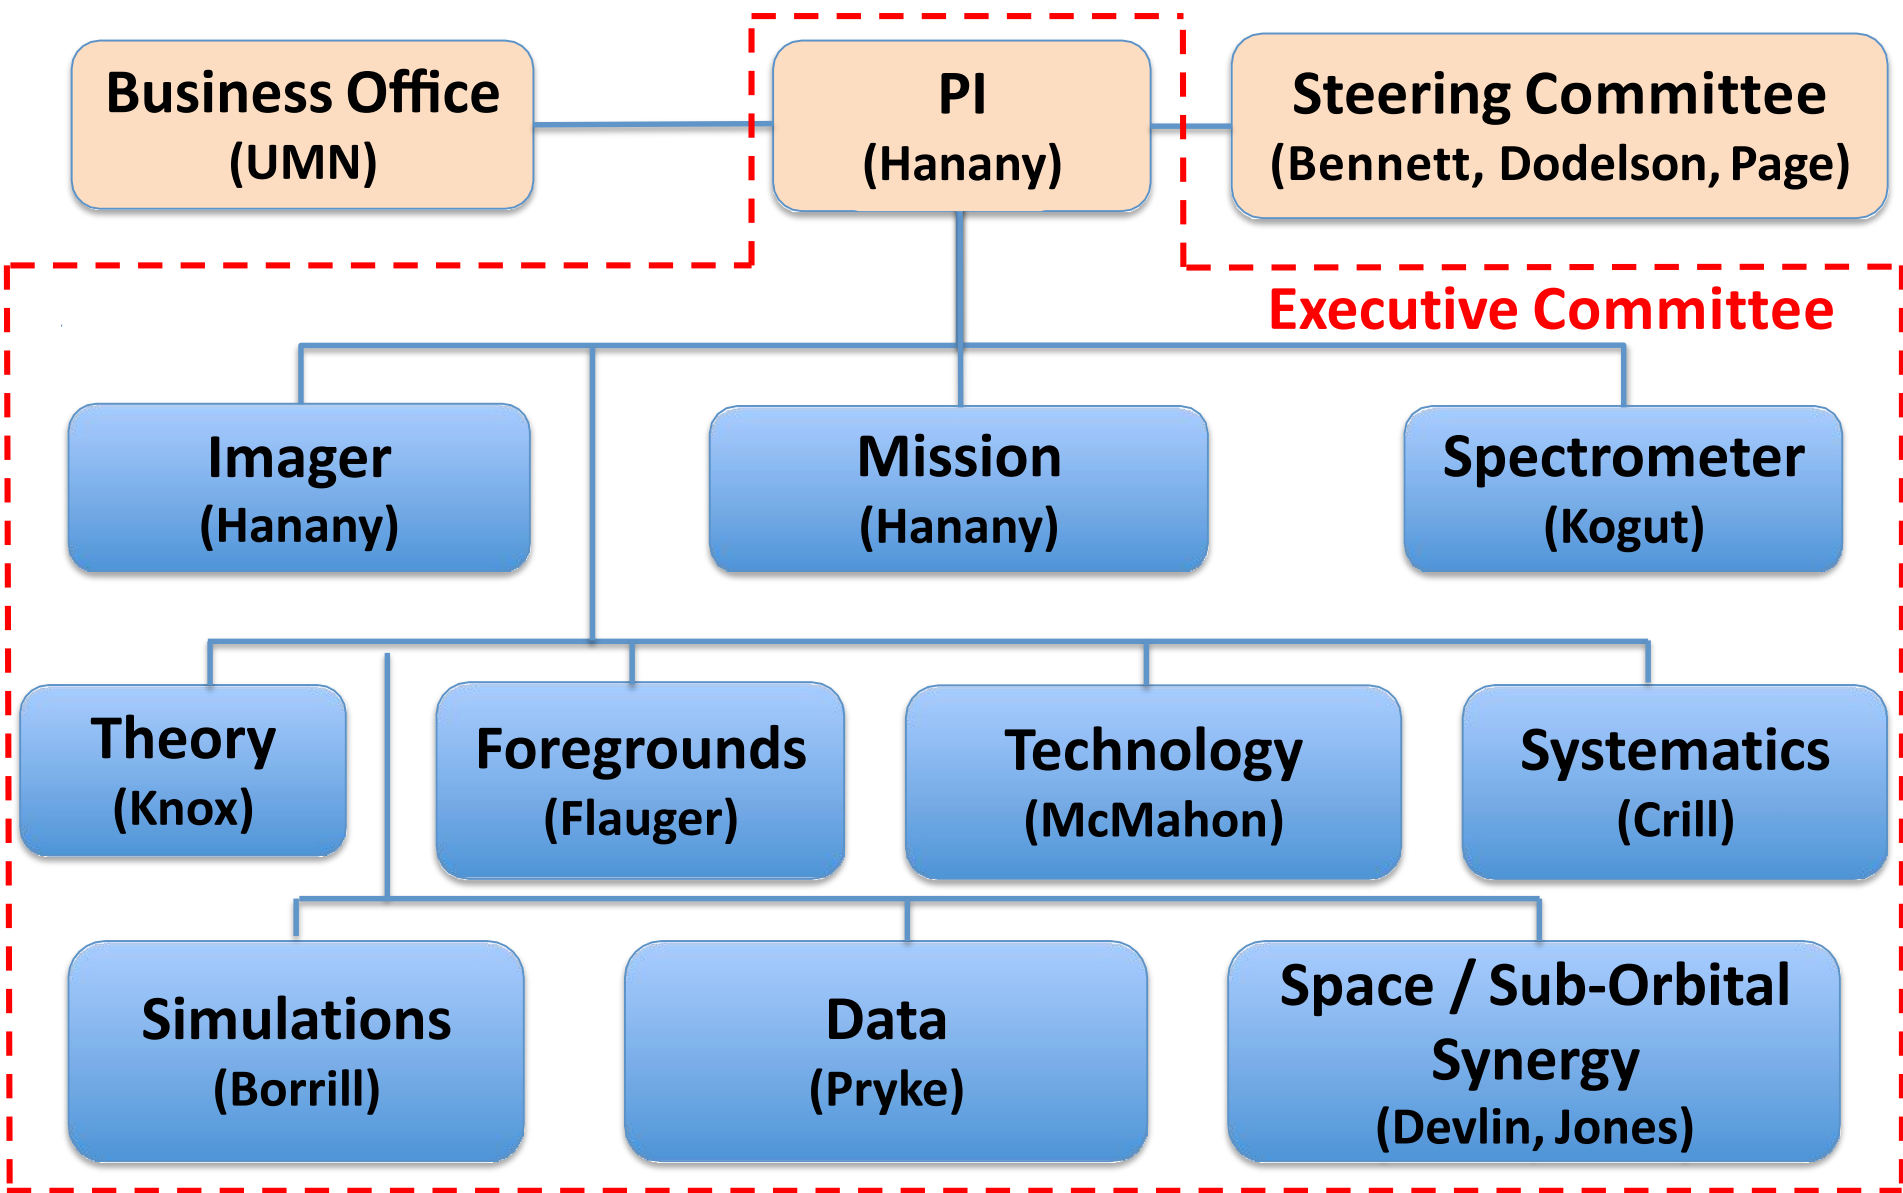 Business Office
(UMN)
PI
(Hanany)
Steering Committee
(Bennett, Dodelson, Page)
Executive Committee
Imager
(Hanany)
Mission
(Hanany)
Spectrometer
(Kogut)
Theory
(Knox)
Foregrounds
(Flauger)
Technology
(McMahon)
Systematics
(Crill)
Simulations
(Borrill)
Data
(Pryke)
Space / Sub-Orbital
Synergy
(Devlin, Jones)